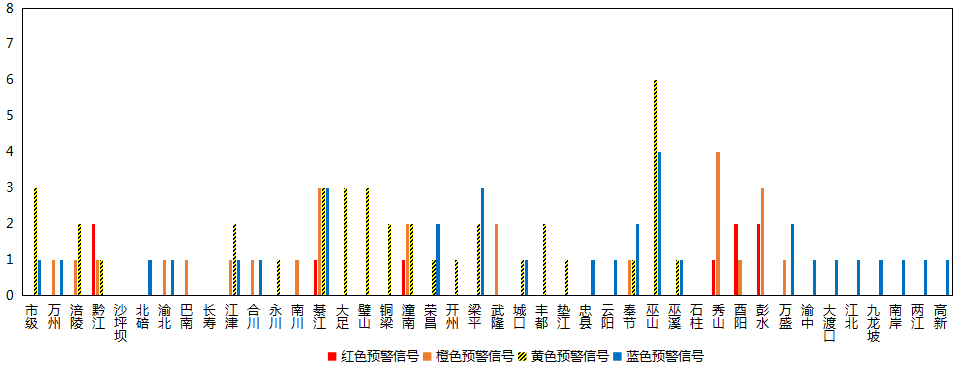 8
7
6
5
4
3
2
1
0
市级
万州
涪陵
黔江
沙坪坝
北碚
渝北
巴南
长寿
江津
合川
永川
南川
綦江
大足
璧山
铜梁
潼南
荣昌
开州
梁平
武隆
城口
丰都
垫江
忠县
云阳
奉节
巫山
巫溪
石柱
秀山
酉阳
彭水
万盛
渝中
大渡口
江北
九龙坡
南岸
两江
高新
红色预警信号 橙色预警信号 黄色预警信号 蓝色预警信号